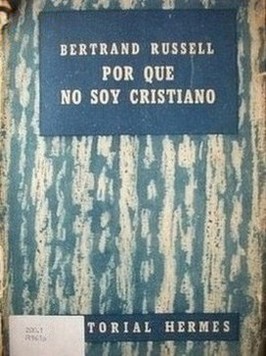 BERTRAND RUSSELL
POR QUE
NO SOY CRISTIANO
TORIAL HERMES